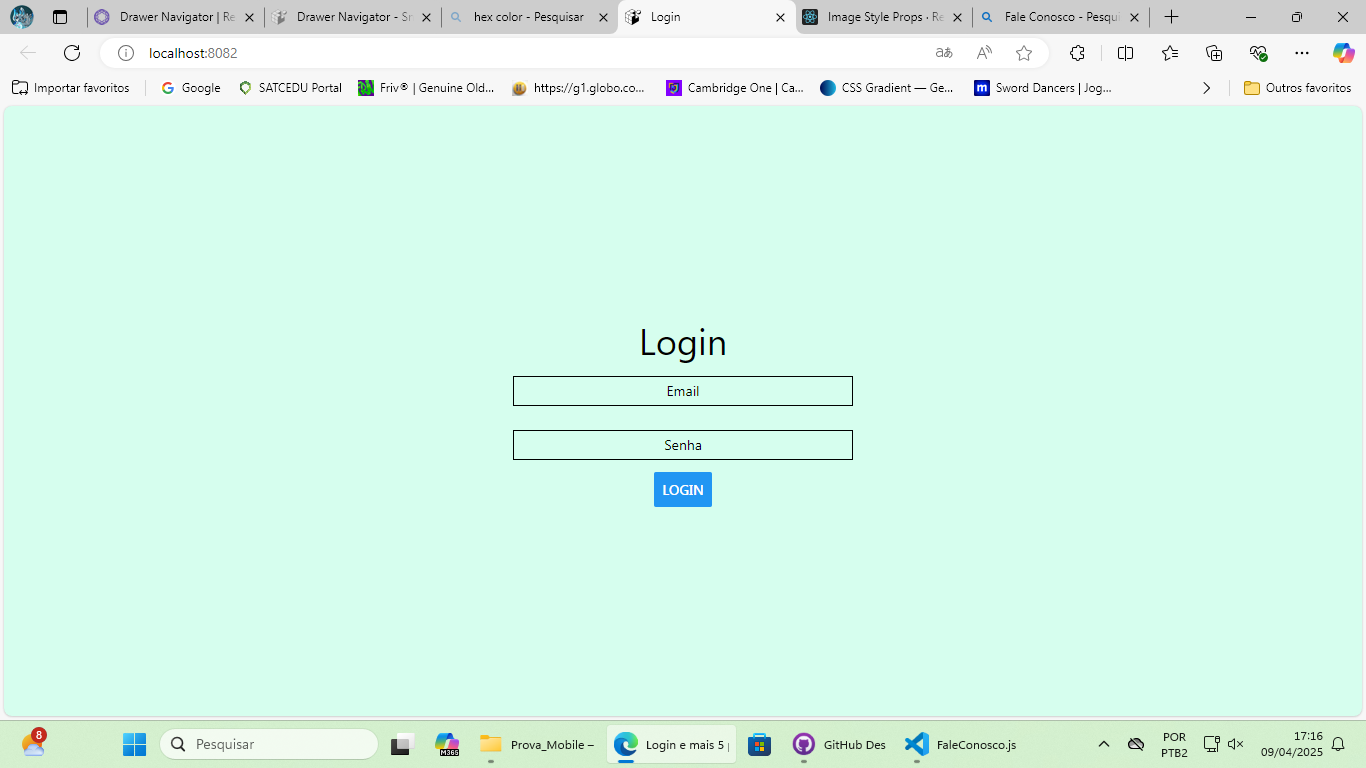 Drawer Navigator | Re
Drawer Navigator - Sr
hex color - Pesquisar
Login
Image Style Props · Re
Fale Conosco - Pesqui
localhost:8082
Importar favoritos
Google
SATCEDU Portal
Friv® | Genuine Old...
https://g1.globo.co...
Cambridge One | Ca...
CSS Gradient — Ge...
Sword Dancers | Jog...
Outros favoritos
Login
Email
Senha
LOGIN
8
Pesquisar
M365
Prova_Mobile –
Login e mais 5 p
GitHub Des
FaleConosco.js
POR
PTB2
17:16
09/04/2025